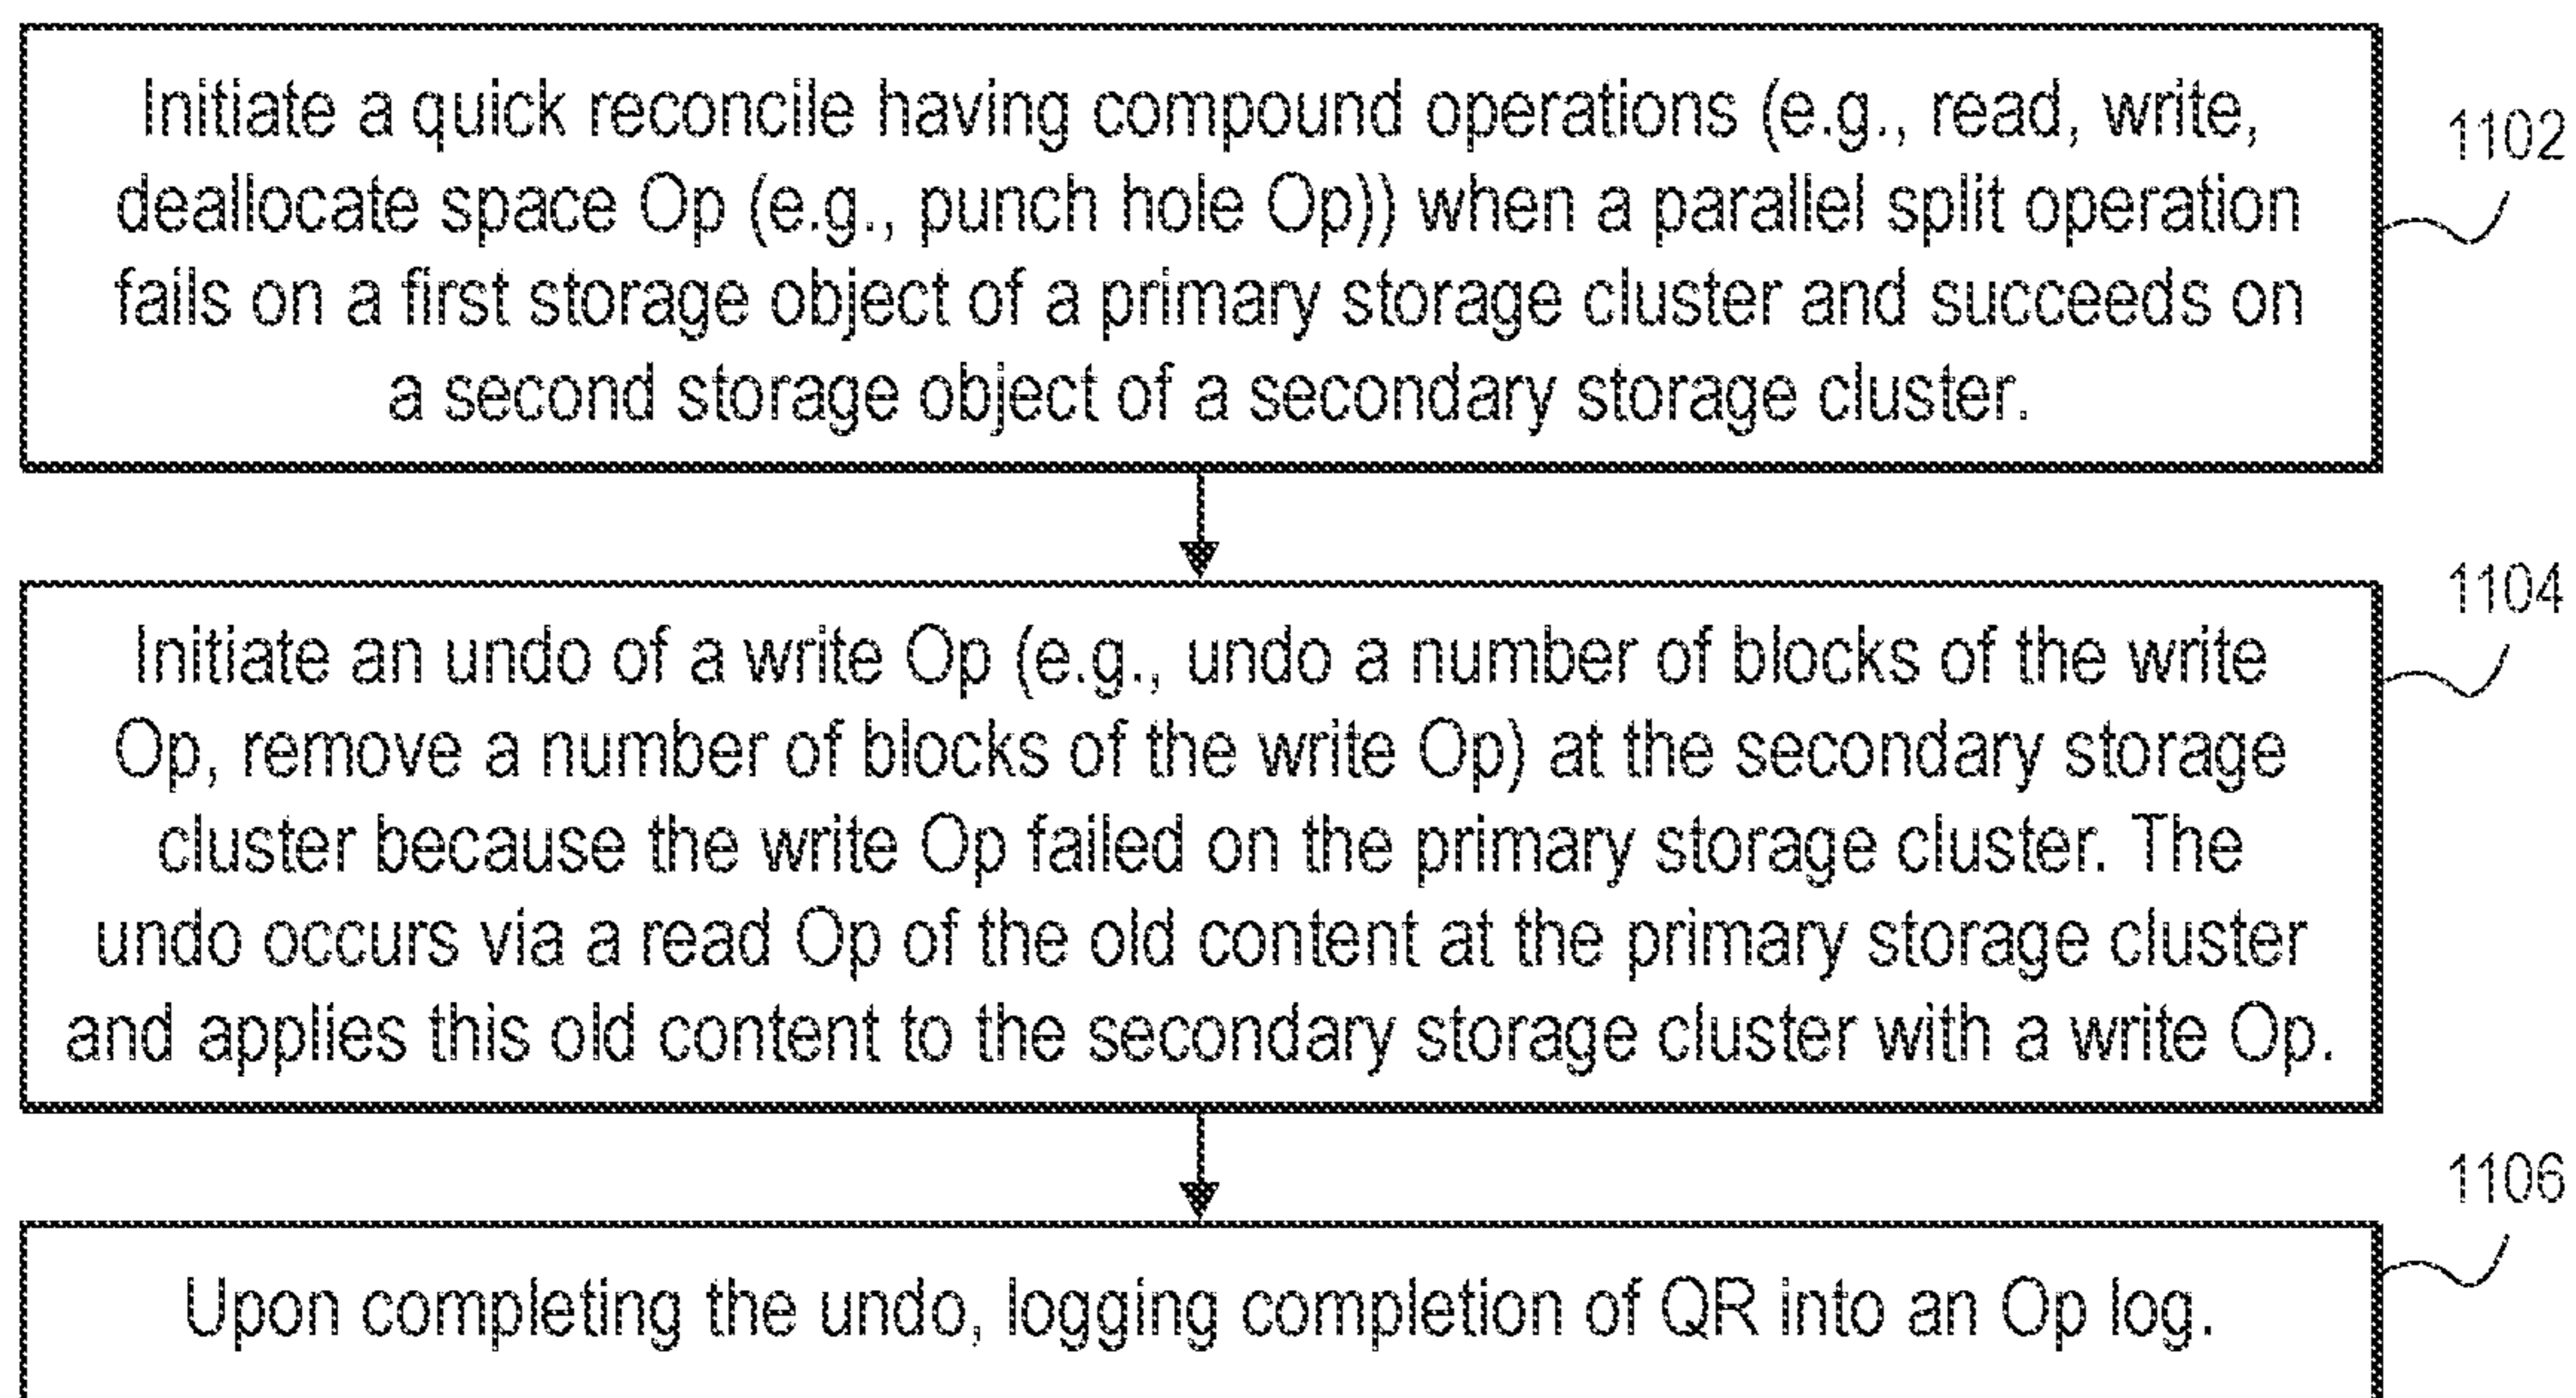 Initiate a quick reconcile having compound operations (e.g., read, write,
deallocate space Op (e.g., punch hole Op)) when a parallel split operation
fails on a first storage object of a primary storage cluster and succeeds on
a second storage object of a secondary storage cluster.
1102
Initiate an undo of a write Op (e.g., undo a number of blocks of the write
Op, remove a number of blocks of the write Op) at the secondary storage
cluster because the write Op failed on the primary storage cluster. The
undo occurs via a read Op of the old content at the primary storage cluster
and applies this old content to the secondary storage cluster with a write Op.
1104
Upon completing the undo, logging completion of QR into an Op log.
1106